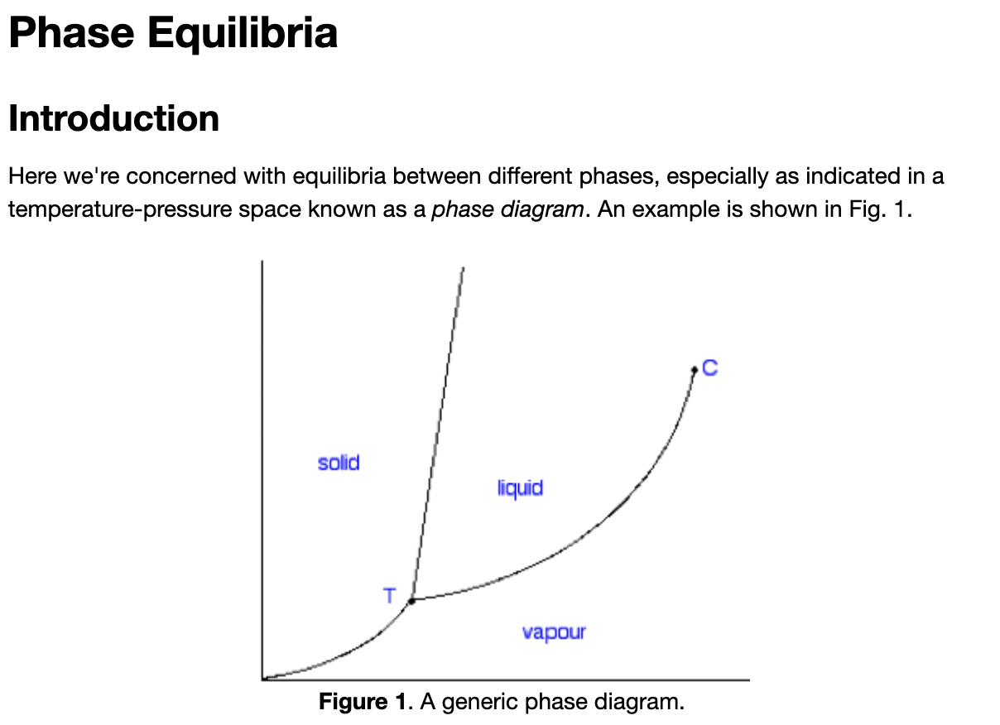 Phase Equilibria
Introduction
Here we're concerned with equilibria between different phases, especially as indicated in a
temperature-pressure space known as a phase diagram. An example is shown in Fig. 1.
C
solid
liquid
T
vapour
Figure 1. A generic phase diagram.